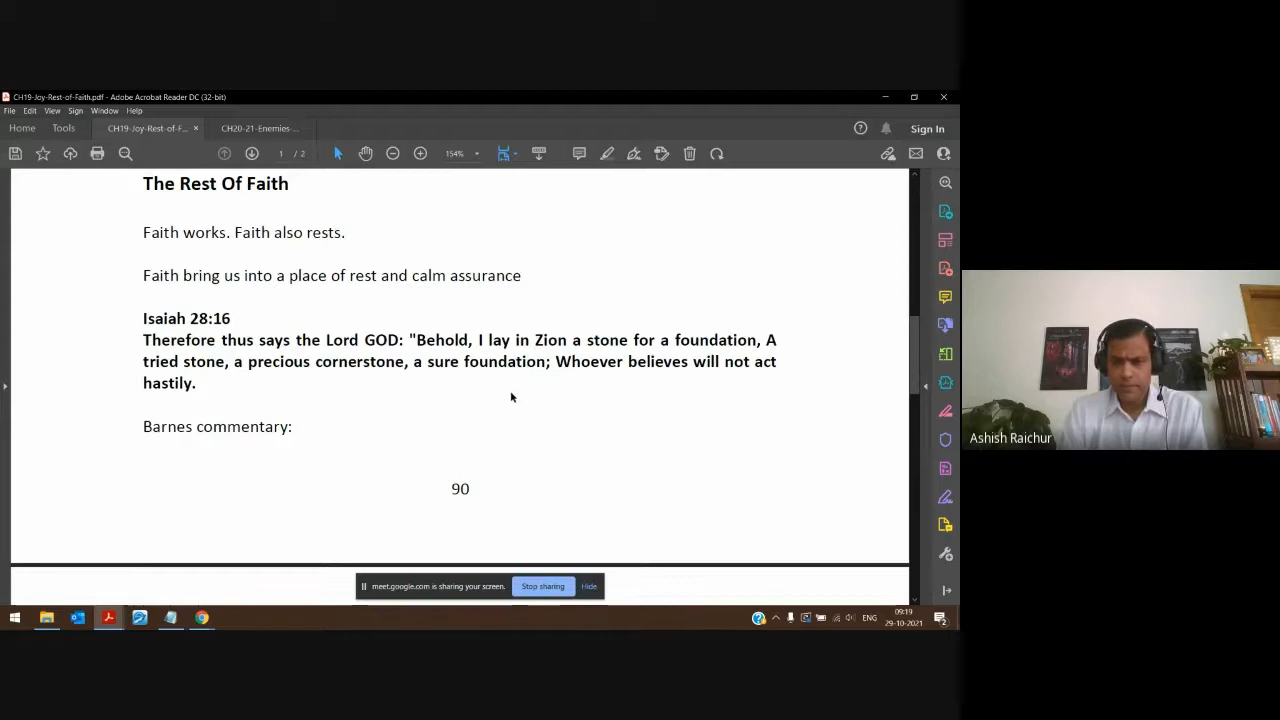 CH19-Joy-Rest-of-Faith.pdf - Adobe Acrobat Reader DC (32-bit)
File Edit View Sign Window Help
Home Tools CH19-Joy-Rest-of-F... × CH20-21-Enemies-... Sign In
1 / 2 154%
The Rest Of Faith
Faith works. Faith also rests.
Faith bring us into a place of rest and calm assurance
Isaiah 28:16
Therefore thus says the Lord GOD: "Behold, I lay in Zion a stone for a foundation, A
tried stone, a precious cornerstone, a sure foundation; Whoever believes will not act
hastily.
Barnes commentary:
90
Ashish Raichur
meet.google.com is sharing your screen. Stop sharing Hide
ENG 09:19
29-10-2021
2